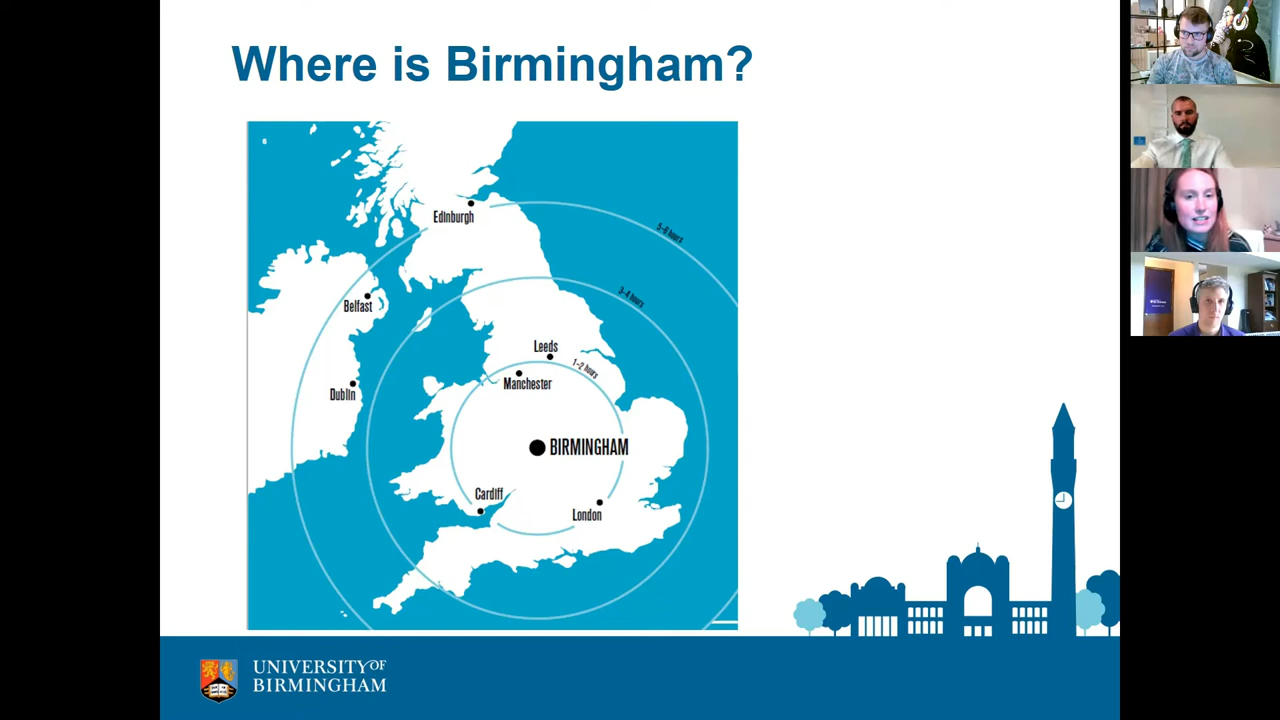 Where is Birmingham?
6
Edinburgh
5-6 hours
3-4 hours
Belfast
Leeds
1-2 hours
Manchester
Dublin
BIRMINGHAM
Cardiff
London
UNIVERSITY OF
BIRMINGHAM